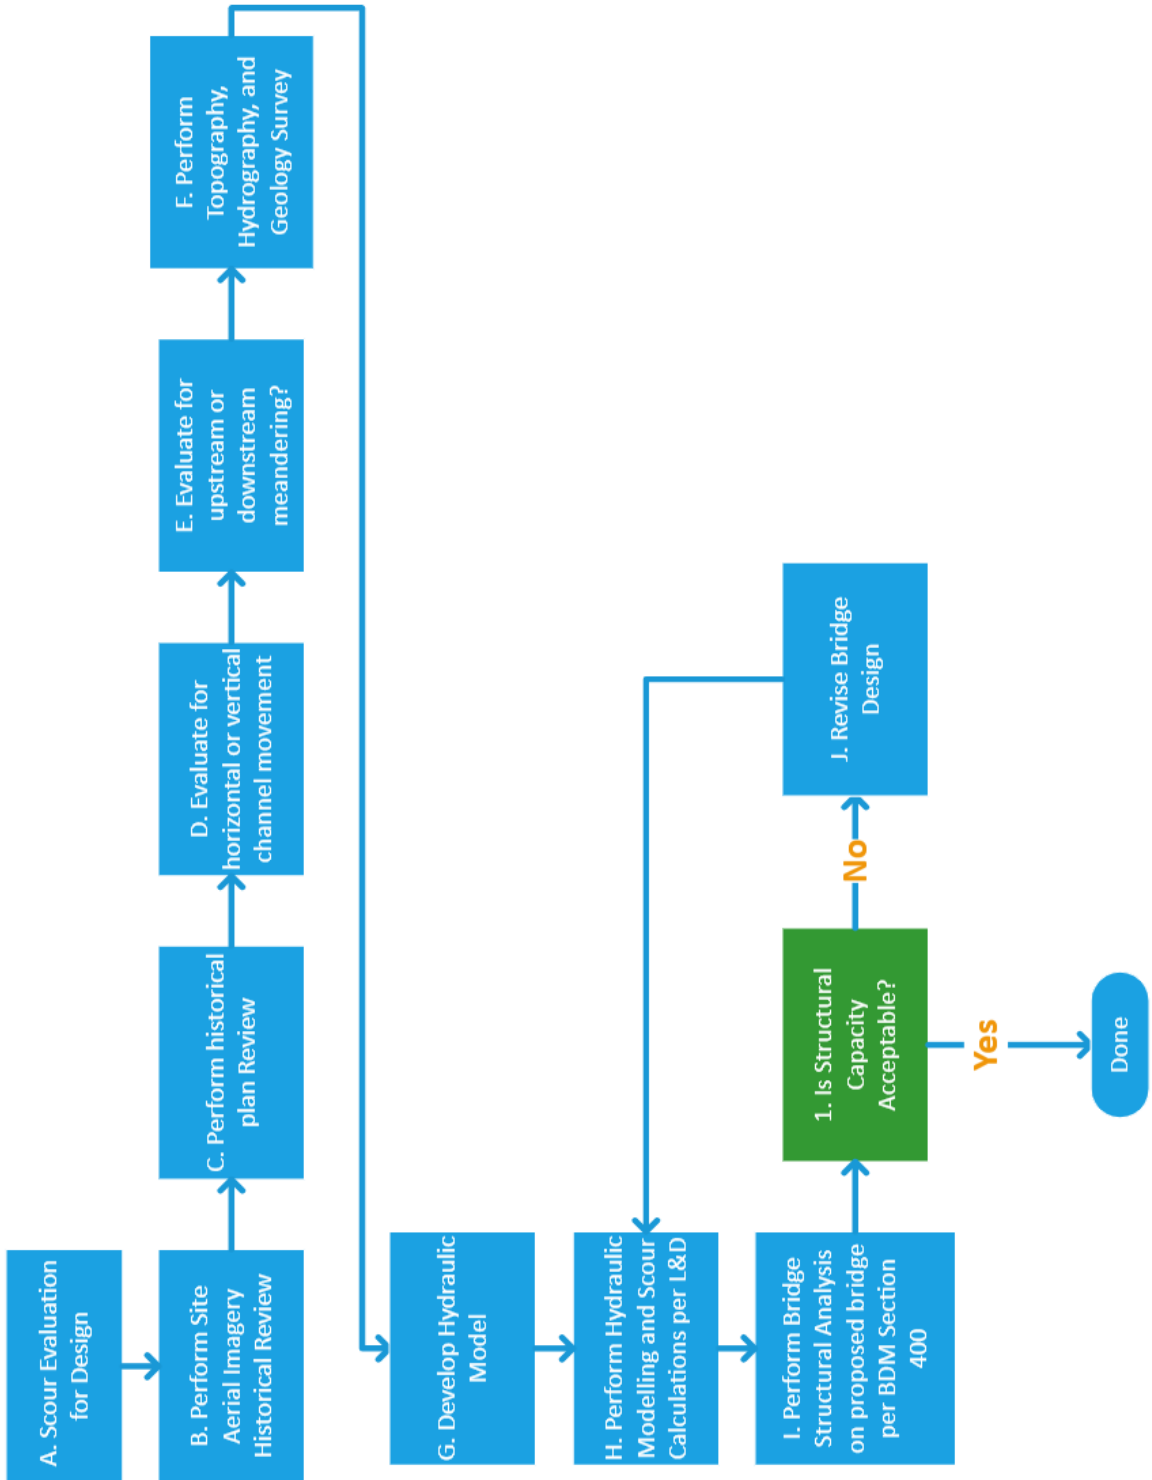 A. Scour Evaluation
for Design
B. Perform Site
Aerial Imagery
Historical Review
C. Perform historical
plan Review
D. Evaluate for
horizontal or vertical
channel movement
E. Evaluate for
upstream or
downstream
meandering?
F. Perform
Topography,
Hydrography, and
Geology Survey
G. Develop Hydraulic
Model
H. Perform Hydraulic
Modelling and Scour
Calculations per L&D
I. Perform Bridge
Structural Analysis
on proposed bridge
per BDM Section
400
1. Is Structural
Capacity
Acceptable?
No
J. Revise Bridge
Design
Yes
Done